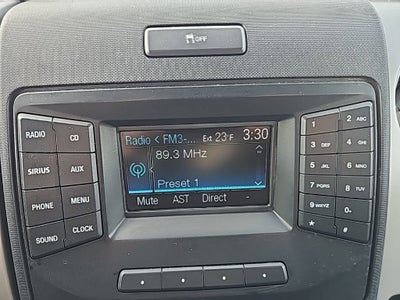 OFF
Radio < FM3-... Ext 23°F 3:30
89.3 MHz
Preset 1
Mute AST Direct -
RADIO CD
SIRIUS AUX
PHONE MENU
SOUND CLOCK
1 2 ABC
3 DEF 4 GHI
5 JKL 6 MNO
7 PQRS 8 TUV
9 WXYZ 0
* #